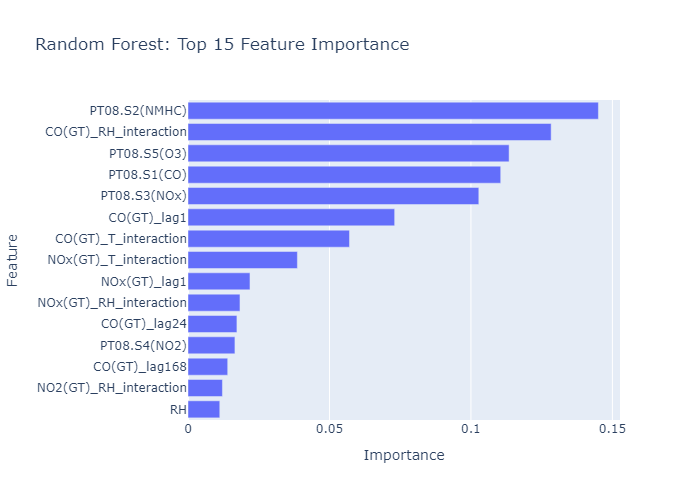 Random Forest: Top 15 Feature Importance
Feature
PT08.S2(NMHC)
CO(GT)_RH_interaction
PT08.S5(O3)
PT08.S1(CO)
PT08.S3(NOx)
CO(GT)_lag1
CO(GT)_T_interaction
NOx(GT)_T_interaction
NOx(GT)_lag1
NOx(GT)_RH_interaction
CO(GT)_lag24
PT08.S4(NO2)
CO(GT)_lag168
NO2(GT)_RH_interaction
RH
0 0.05 0.1 0.15
Importance